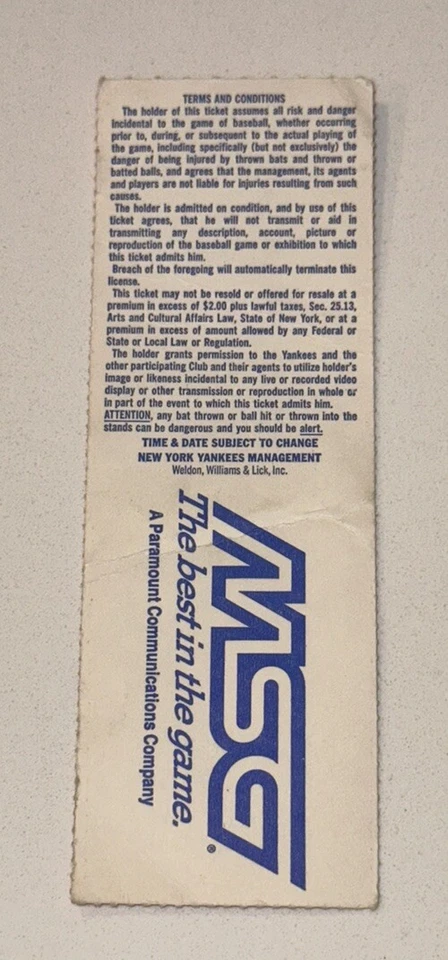 TERMS AND CONDITIONS
The holder of this ticket assumes all risk and danger
incidental to the game of baseball, whether occurring
prior to, during, or subsequent to the actual playing of
the game, including specifically (but not exclusively) the
danger of being injured by thrown bats and thrown or
batted balls, and agrees that the management, its agents
and players are not liable for injuries resulting from such
causes.
The holder is admitted on condition, and by use of this
ticket agrees, that he will not transmit or aid in
transmitting any description, account, picture or
reproduction of the baseball game or exhibition to which
this ticket admits him.
Breach of the foregoing will automatically terminate this
license.
This ticket may not be resold or offered for resale at a
premium in excess of $2.00 plus lawful taxes, Sec. 25.13,
Arts and Cultural Affairs Law, State of New York, or at a
premium in excess of amount allowed by any Federal or
State or Local Law or Regulation.
The holder grants permission to the Yankees and the
other participating Club and their agents to utilize holder's
image or likeness incidental to any live or recorded video
display or other transmission or reproduction in whole or
in part of the event to which this ticket admits him.
ATTENTION, any bat thrown or ball hit or thrown into the
stands can be dangerous and you should be alert.
TIME & DATE SUBJECT TO CHANGE
NEW YORK YANKEES MANAGEMENT
Weldon, Williams & Lick, Inc.
MSG®
The best in the game.
A Paramount Communications Company